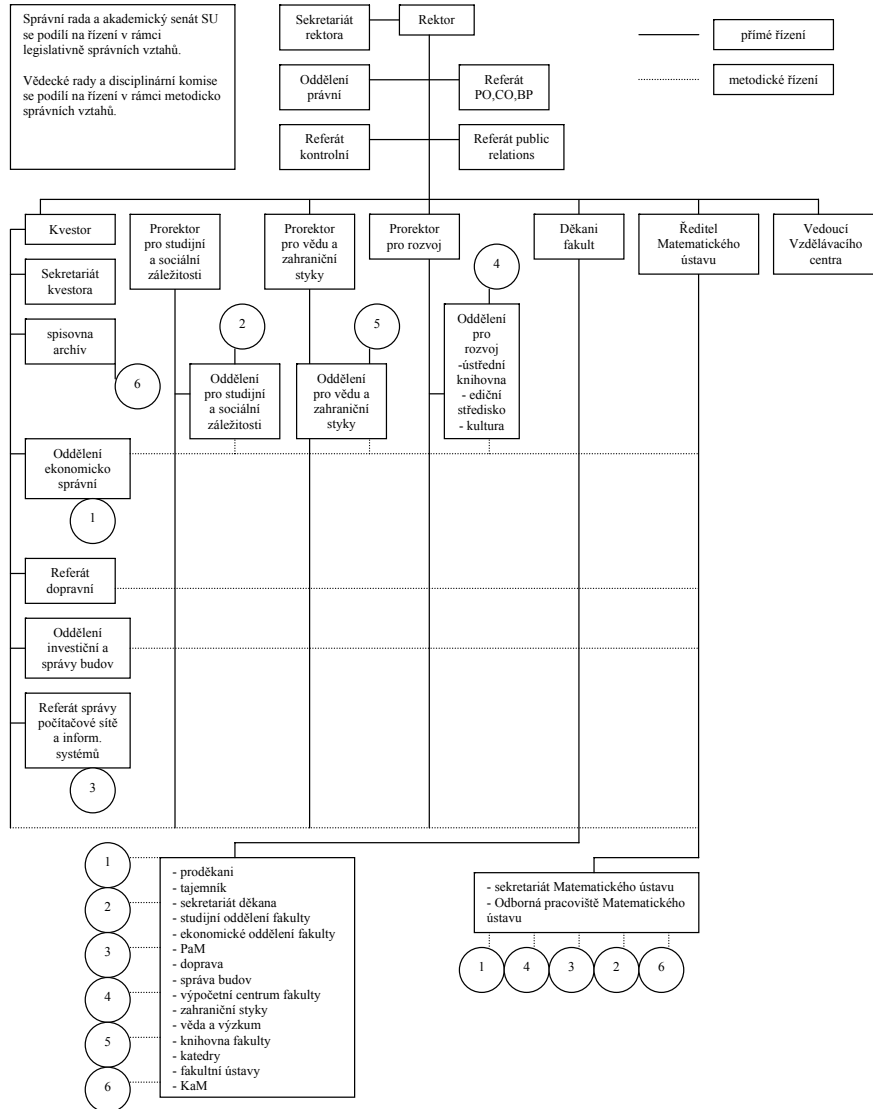 Správní rada a akademický senát SU
se podílí na řízení v rámci
legislativně správních vztahů.
Vědecké rady a disciplinární komise
se podílí na řízení v rámci metodicko
správních vztahů.
Sekretariát
rektora
Rektor
přímé řízení
metodické řízení
Oddělení
právní
Referát
PO,CO,BP
Referát
kontrolní
Referát public
relations
Kvestor
Prorektor
pro studijní
a sociální
záležitosti
Prorektor
pro vědu a
zahraniční
styky
Prorektor
pro rozvoj
Děkani
fakult
Ředitel
Matematického
ústavu
Vedoucí
Vzdělávacího
centra
Sekretariát
kvestora
spisovna
archív
6
2
Oddělení
pro studijní
a sociální
záležitosti
5
Oddělení
pro vědu a
zahraniční
styky
4
Oddělení
pro
rozvoj
-ústřední
knihovna
- ediční
středisko
- kultura
Oddělení
ekonomicko
správní
1
Referát
dopravní
Oddělení
investiční a
správy budov
Referát správy
počítačové sítě
a inform.
systémů
3
1
2
3
4
5
6
- proděkani
- tajemník
- sekretariát děkana
- studijní oddělení fakulty
- ekonomické oddělení fakulty
- PaM
- doprava
- správa budov
- výpočetní centrum fakulty
- zahraniční styky
- věda a výzkum
- knihovna fakulty
- katedry
- fakultní ústavy
- KaM
- sekretariát Matematického ústavu
- Odborná pracoviště Matematického
ústavu
1 4 3 2 6